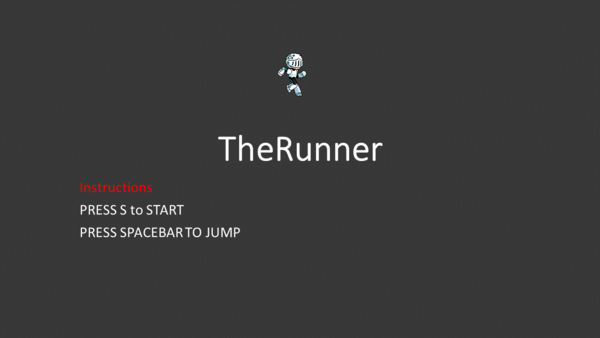 TheRunner
Instructions
PRESS S to START
PRESS SPACEBAR TO JUMP